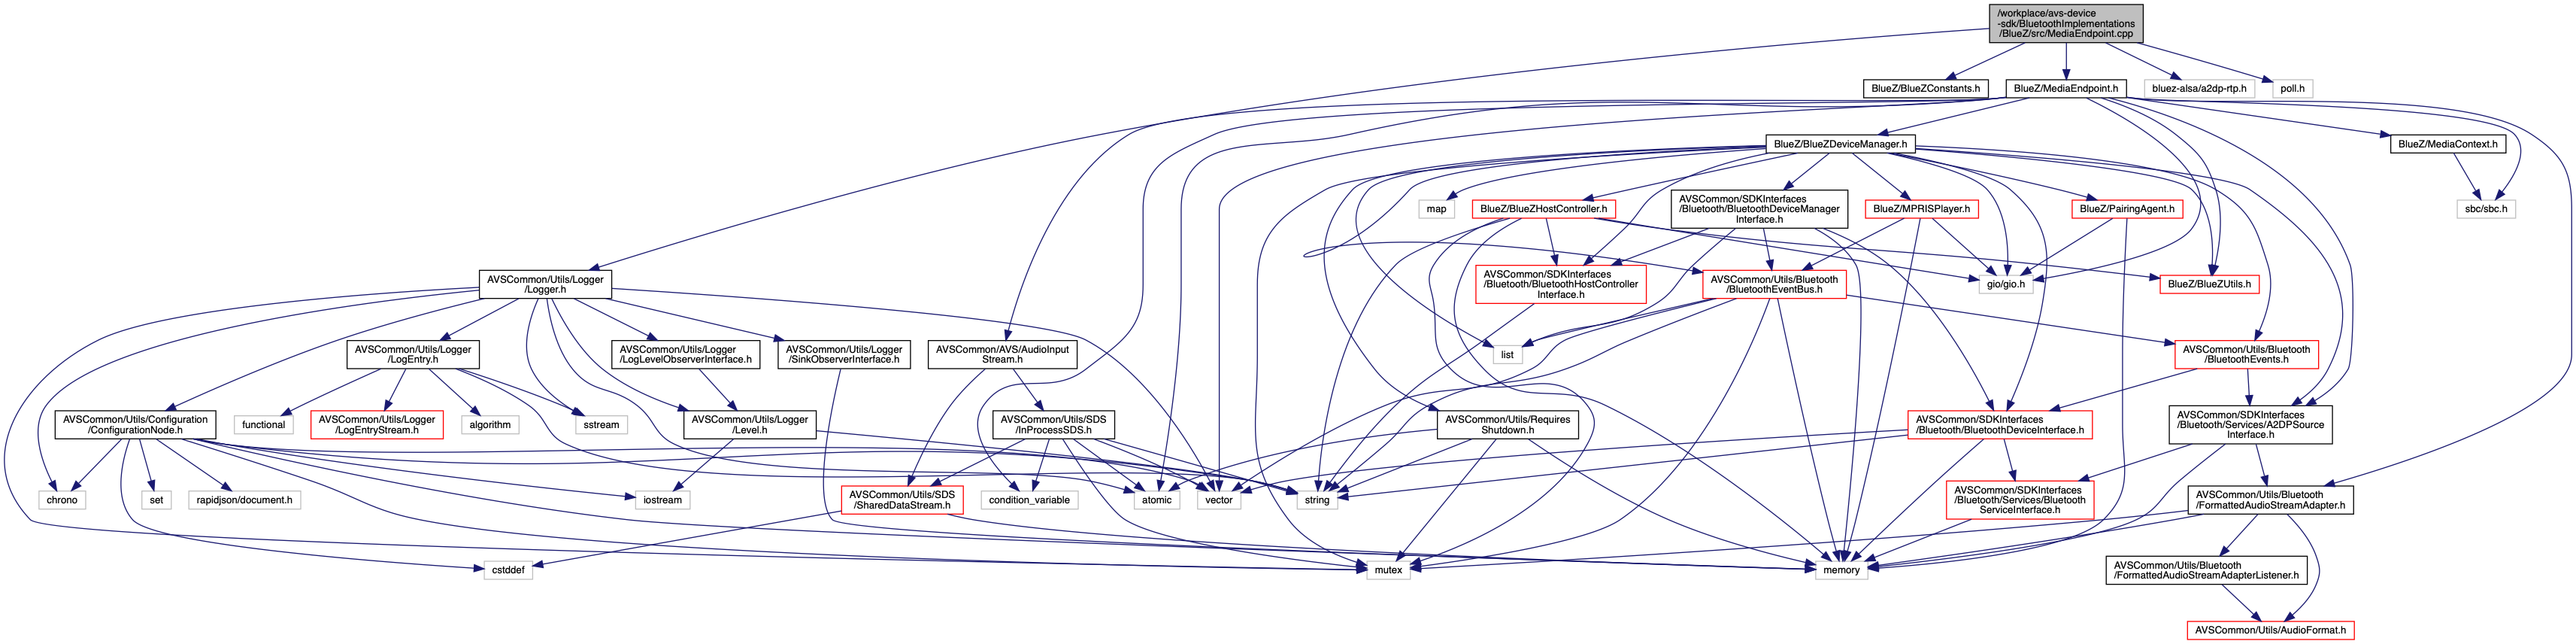 /workplace/avs-device
-sdk/BluetoothImplementations
/BlueZ/src/MediaEndpoint.cpp
BlueZ/BlueZConstants.h
BlueZ/MediaEndpoint.h
bluez-alsa/a2dp-rtp.h
poll.h
BlueZ/BlueZDeviceManager.h
BlueZ/MediaContext.h
map
BlueZ/BlueZHostController.h
AVSCommon/SDKInterfaces
/Bluetooth/BluetoothDeviceManager
Interface.h
BlueZ/MPRISPlayer.h
BlueZ/PairingAgent.h
sbc/sbc.h
AVSCommon/Utils/Logger
/Logger.h
AVSCommon/SDKInterfaces
/Bluetooth/BluetoothHostController
Interface.h
AVSCommon/Utils/Bluetooth
/BluetoothEventBus.h
gio/gio.h
BlueZ/BlueZUtils.h
AVSCommon/Utils/Logger
/LogEntry.h
AVSCommon/Utils/Logger
/LogLevelObserverInterface.h
AVSCommon/Utils/Logger
/SinkObserverInterface.h
AVSCommon/AVS/AudioInput
Stream.h
list
AVSCommon/Utils/Bluetooth
/BluetoothEvents.h
AVSCommon/Utils/Configuration
/ConfigurationNode.h
functional
AVSCommon/Utils/Logger
/LogEntryStream.h
algorithm
sstream
AVSCommon/Utils/Logger
/Level.h
AVSCommon/Utils/SDS
/InProcessSDS.h
AVSCommon/Utils/Requires
Shutdown.h
AVSCommon/SDKInterfaces
/Bluetooth/BluetoothDeviceInterface.h
AVSCommon/SDKInterfaces
/Bluetooth/Services/A2DPSource
Interface.h
chrono
set
rapidjson/document.h
iostream
AVSCommon/Utils/SDS
/SharedDataStream.h
condition_variable
atomic
vector
string
AVSCommon/SDKInterfaces
/Bluetooth/Services/Bluetooth
ServiceInterface.h
AVSCommon/Utils/Bluetooth
/FormattedAudioStreamAdapter.h
cstddef
mutex
memory
AVSCommon/Utils/Bluetooth
/FormattedAudioStreamAdapterListener.h
AVSCommon/Utils/AudioFormat.h